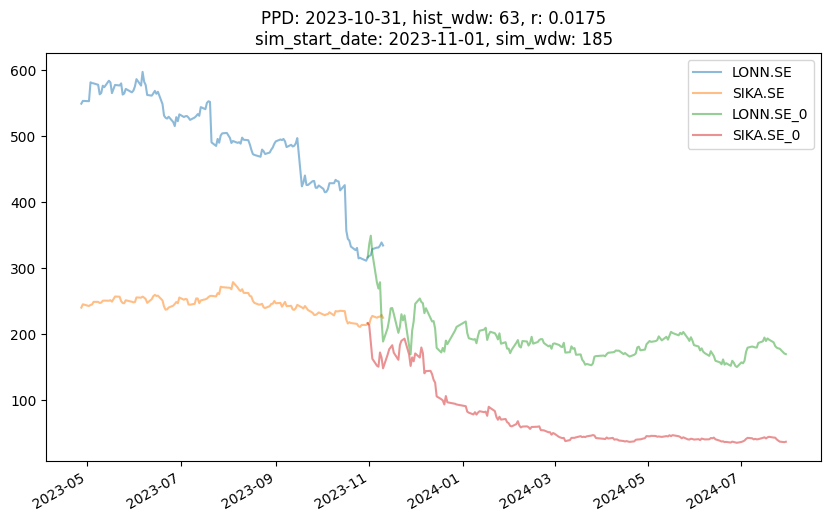 PPD: 2023-10-31, hist_wdw: 63, r: 0.0175
sim_start_date: 2023-11-01, sim_wdw: 185
LONN.SE
SIKA.SE
LONN.SE_0
SIKA.SE_0
600
500
400
300
200
100
2023-05
2023-07
2023-09
2023-11
2024-01
2024-03
2024-05
2024-07